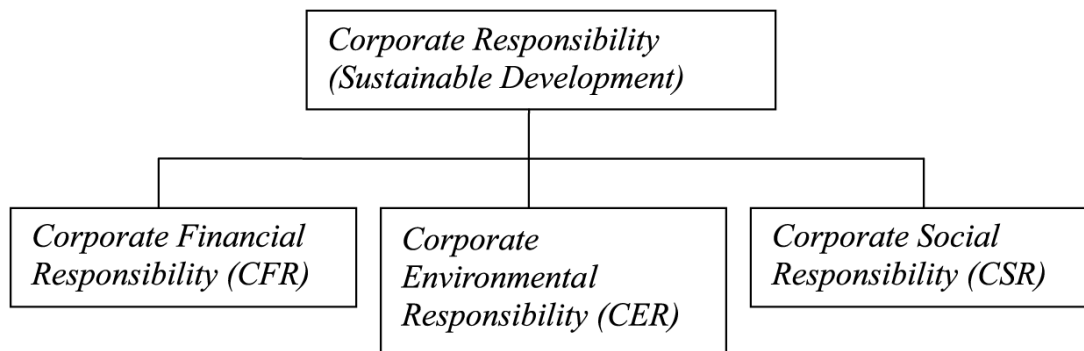 Corporate Responsibility
(Sustainable Development)
Corporate Financial
Responsibility (CFR)
Corporate
Environmental
Responsibility (CER)
Corporate Social
Responsibility (CSR)